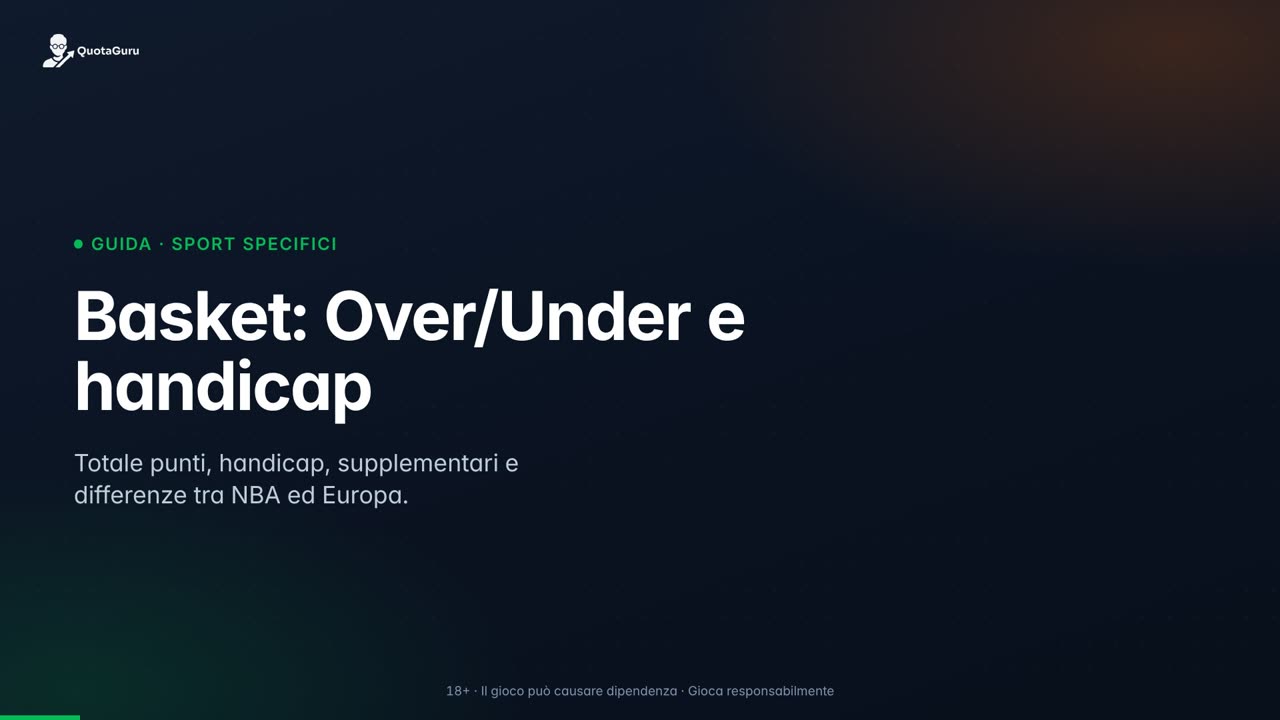 QuotaGuru
GUIDA · SPORT SPECIFICI
Basket: Over/Under e
handicap
Totale punti, handicap, supplementari e
differenze tra NBA ed Europa.
18+ · Il gioco può causare dipendenza · Gioca responsabilmente